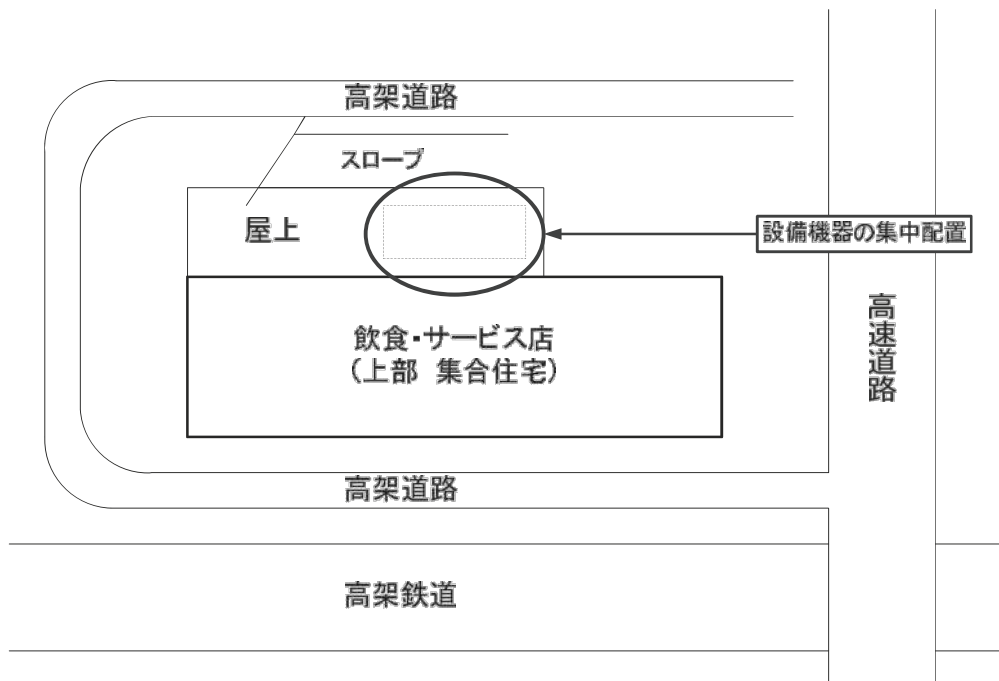 高架道路
スロープ
屋上
設備機器の集中配置
飲食・サービス店
（上部　集合住宅）
高速道路
高架道路
高架鉄道